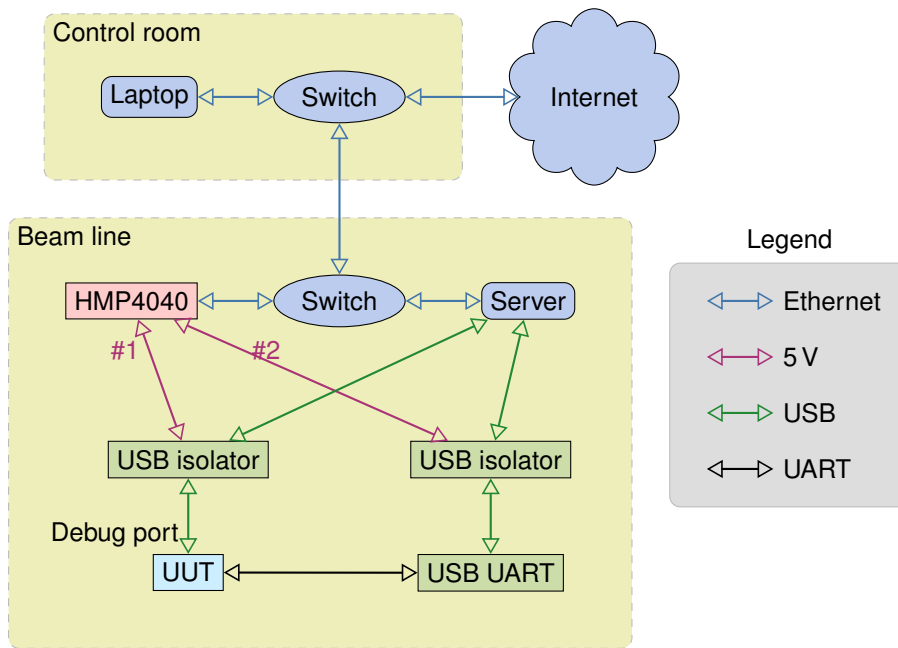 Control room
Laptop
Switch
Internet
Beam line
HMP4040
Switch
Server
#1
#2
USB isolator
USB isolator
Debug port
UUT
USB UART
Legend
Ethernet
5 V
USB
UART